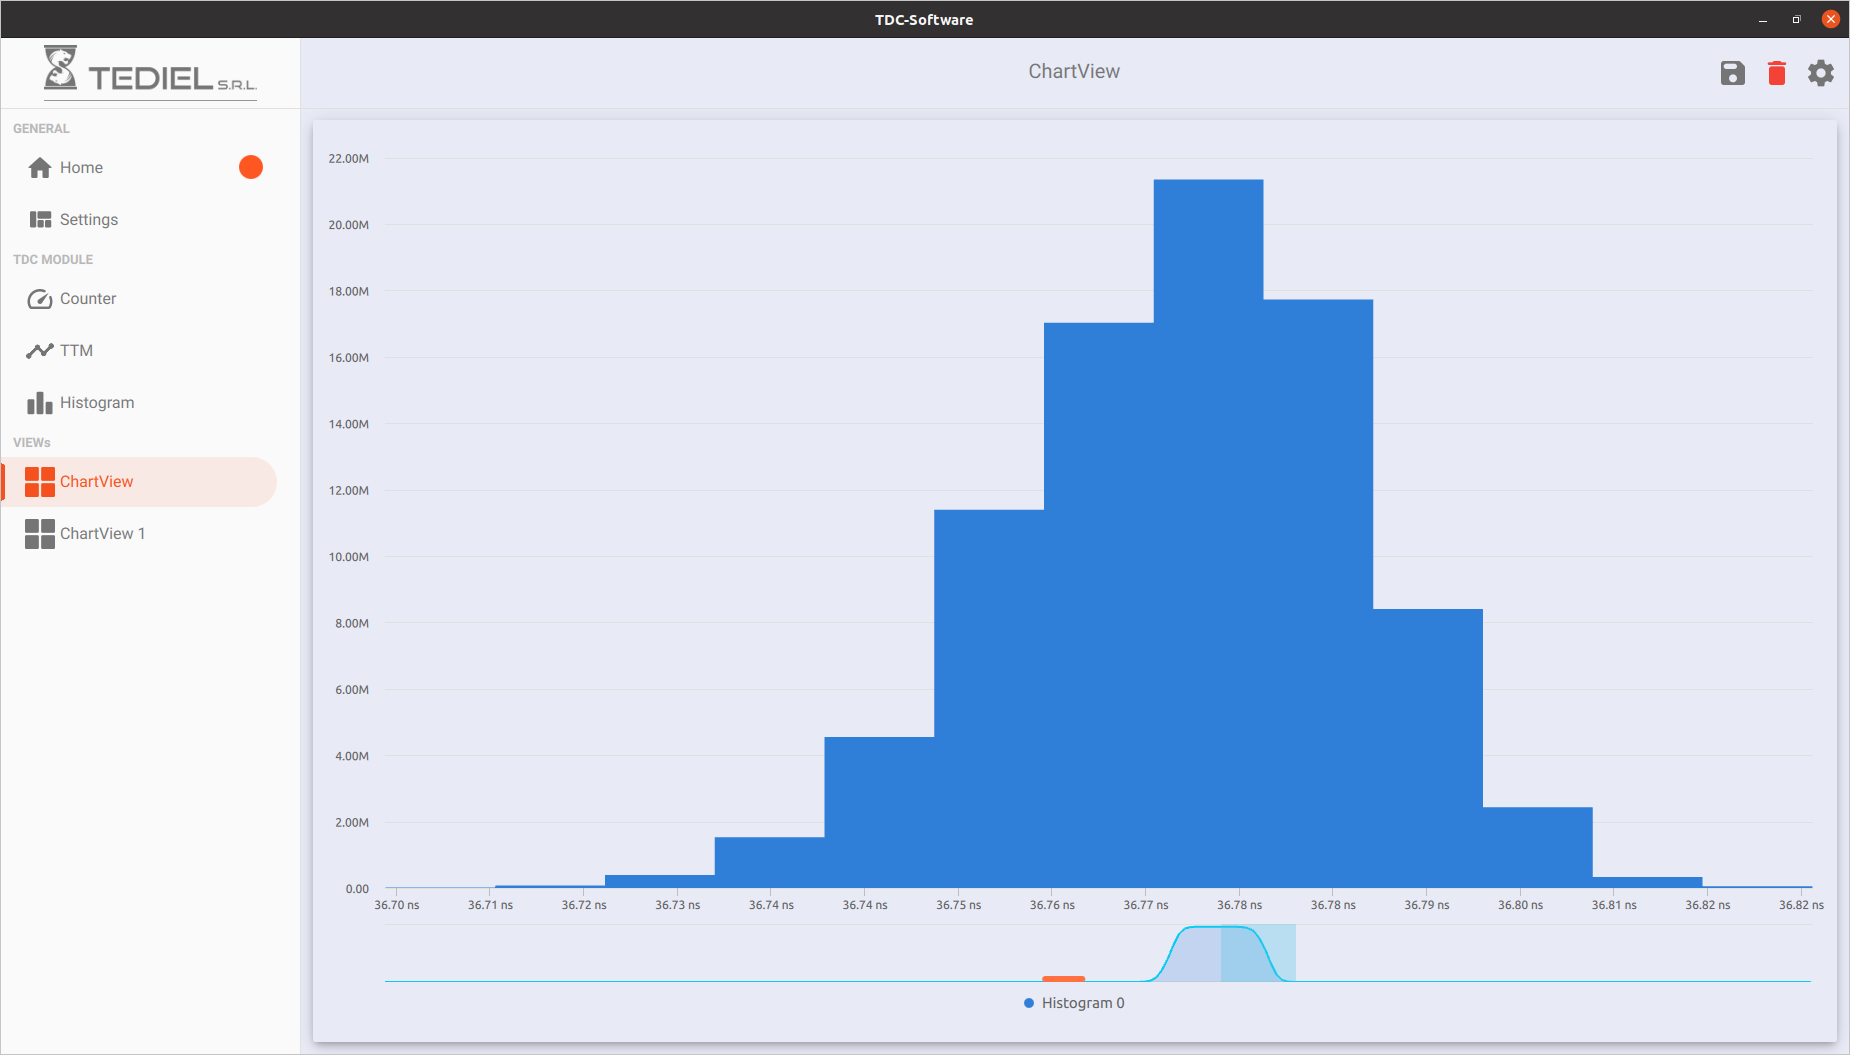 TDC-Software
TEDIEL S.R.L.
ChartView
GENERAL
Home
Settings
TDC MODULE
Counter
TTM
Histogram
VIEWs
ChartView
ChartView 1
22.00M
20.00M
18.00M
16.00M
14.00M
12.00M
10.00M
8.00M
6.00M
4.00M
2.00M
0.00
36.70 ns 36.71 ns 36.72 ns 36.73 ns 36.74 ns 36.74 ns 36.75 ns 36.76 ns 36.77 ns 36.78 ns 36.78 ns 36.79 ns 36.80 ns 36.81 ns 36.82 ns 36.82 ns
Histogram 0